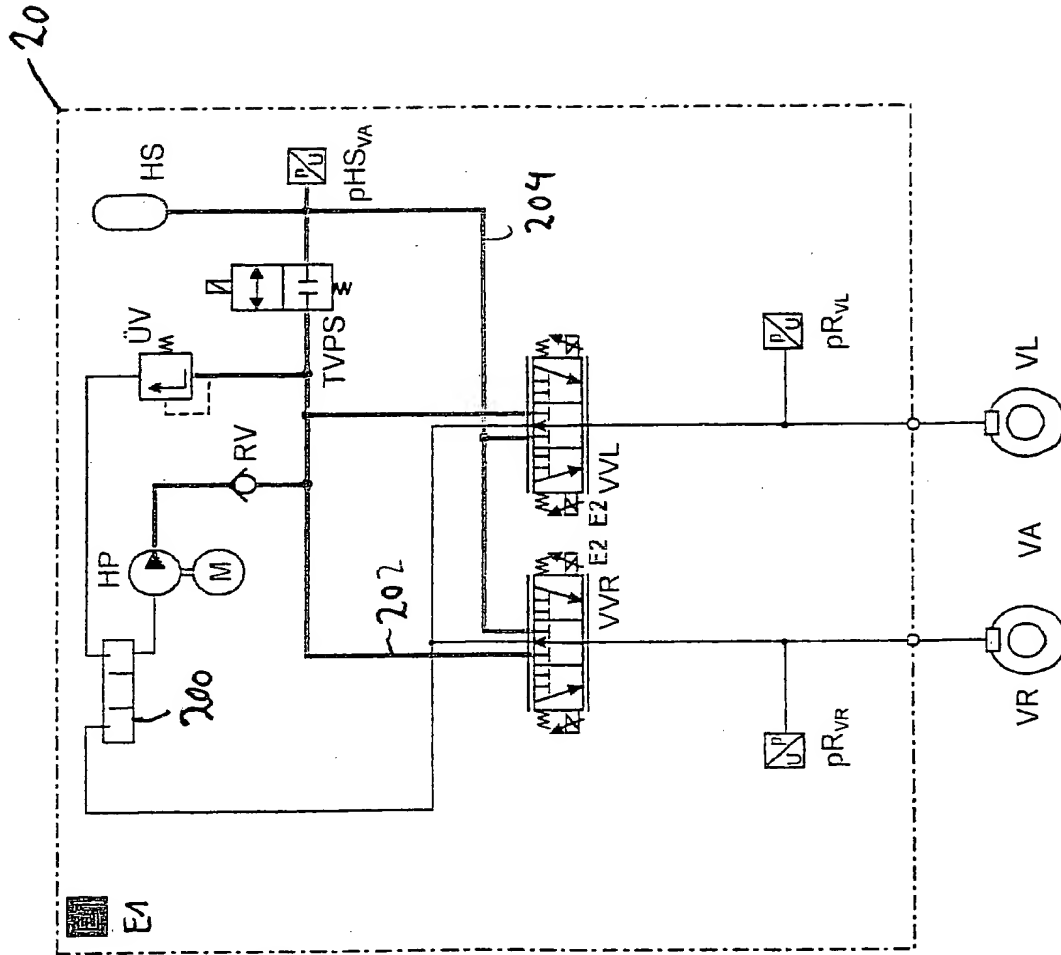 20
HS
ÜV
p/U
pHS_VA
TVPS
RV
HP
M
200
202
204
E1
E2
E2
VVR
VVL
U/p
pR_VR
p/U
pR_VL
VR
VA
VL